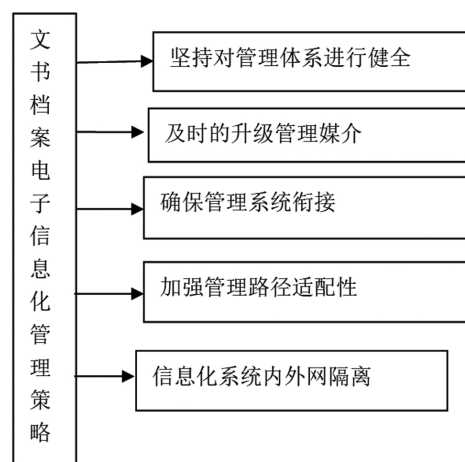 文书档案电子信息化管理策略
坚持对管理体系进行健全
及时的升级管理媒介
确保管理系统衔接
加强管理路径适配性
信息化系统内外网隔离